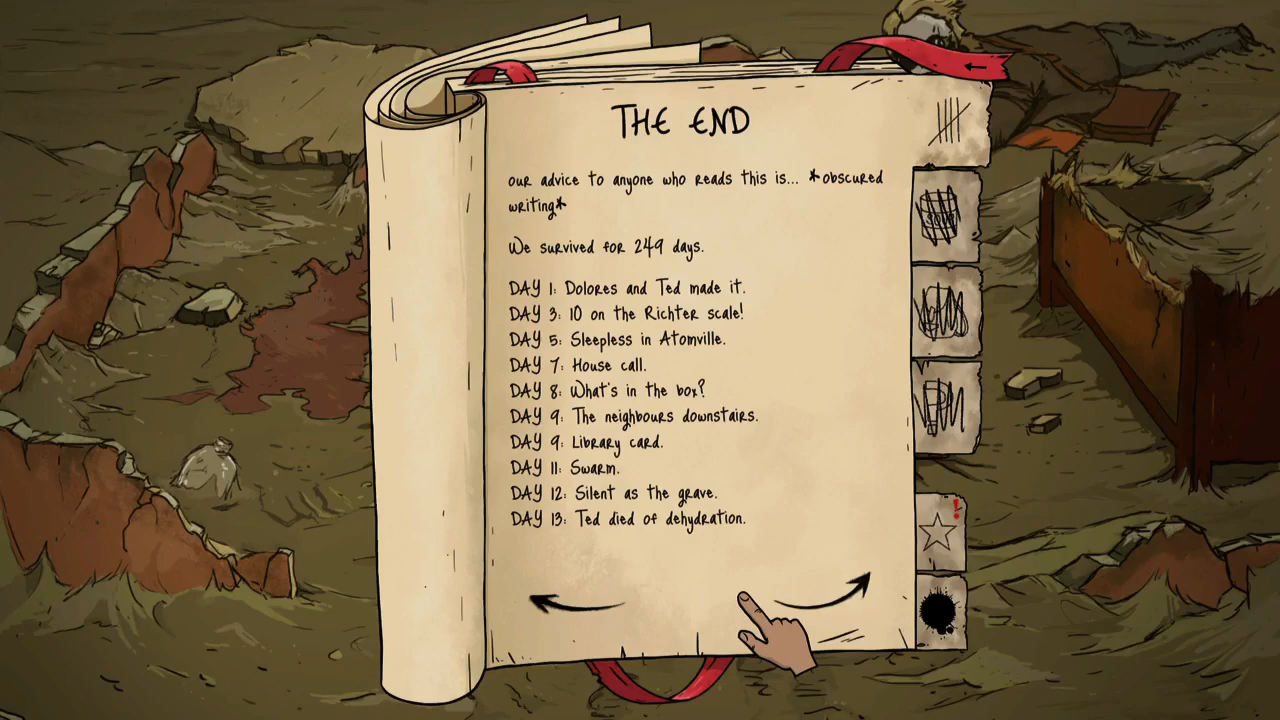 THE END
our advice to anyone who reads this is... *obscured
writing*
We survived for 249 days.
DAY 1: Dolores and Ted made it.
DAY 3: 10 on the Richter scale!
DAY 5: Sleepless in Atomville.
DAY 7: House call.
DAY 8: What's in the box?
DAY 9: The neighbours downstairs.
DAY 9: Library card.
DAY 11: Swarm.
DAY 12: Silent as the grave.
DAY 13: Ted died of dehydration.
!